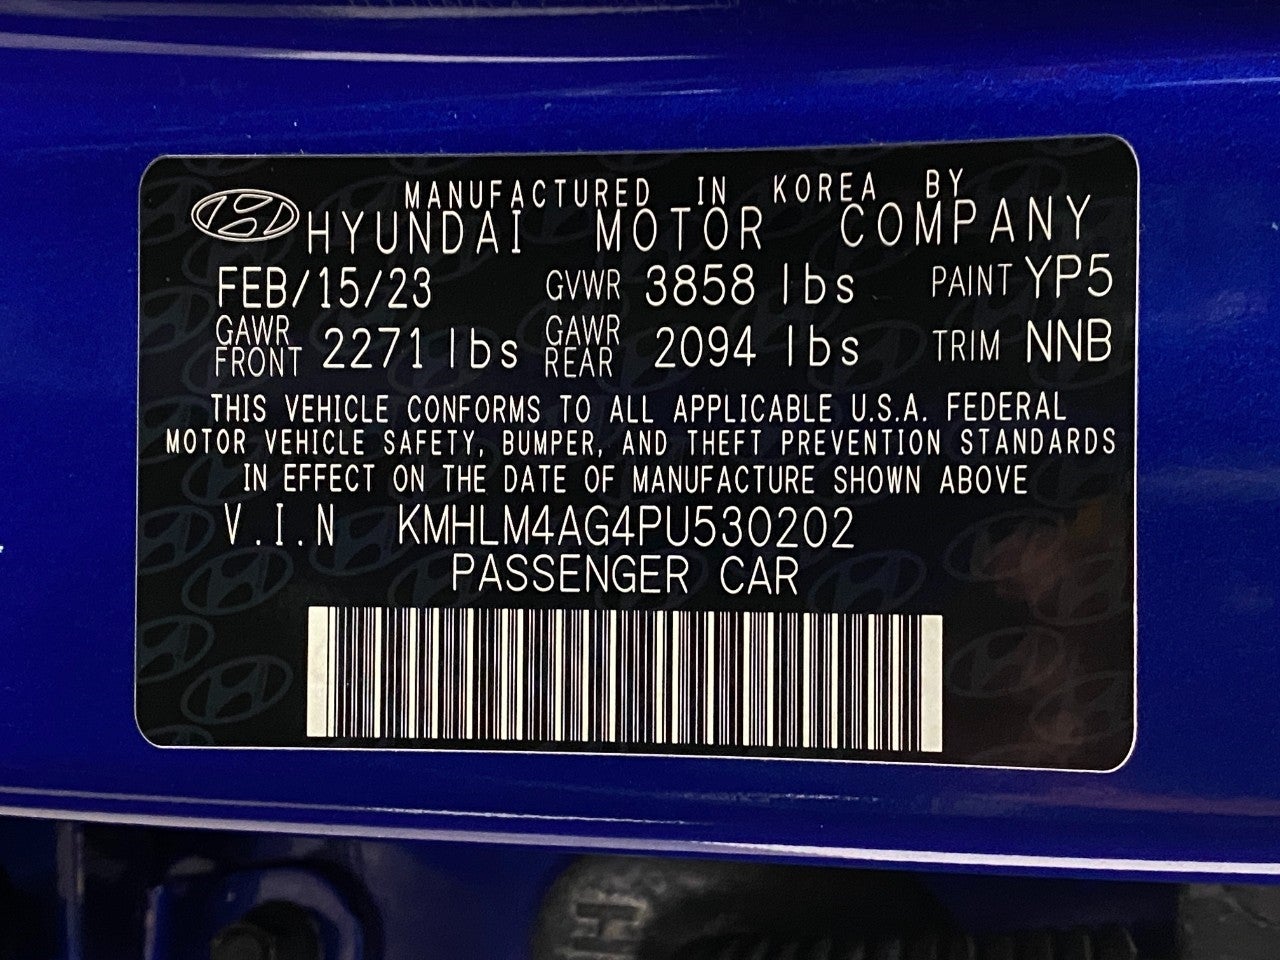 MANUFACTURED IN KOREA BY
HYUNDAI MOTOR COMPANY
FEB/15/23 GVWR 3858 lbs PAINT YP5
GAWR FRONT 2271 lbs GAWR REAR 2094 lbs TRIM NNB
THIS VEHICLE CONFORMS TO ALL APPLICABLE U.S.A. FEDERAL
MOTOR VEHICLE SAFETY, BUMPER, AND THEFT PREVENTION STANDARDS
IN EFFECT ON THE DATE OF MANUFACTURE SHOWN ABOVE
V.I.N KMHLM4AG4PU530202
PASSENGER CAR